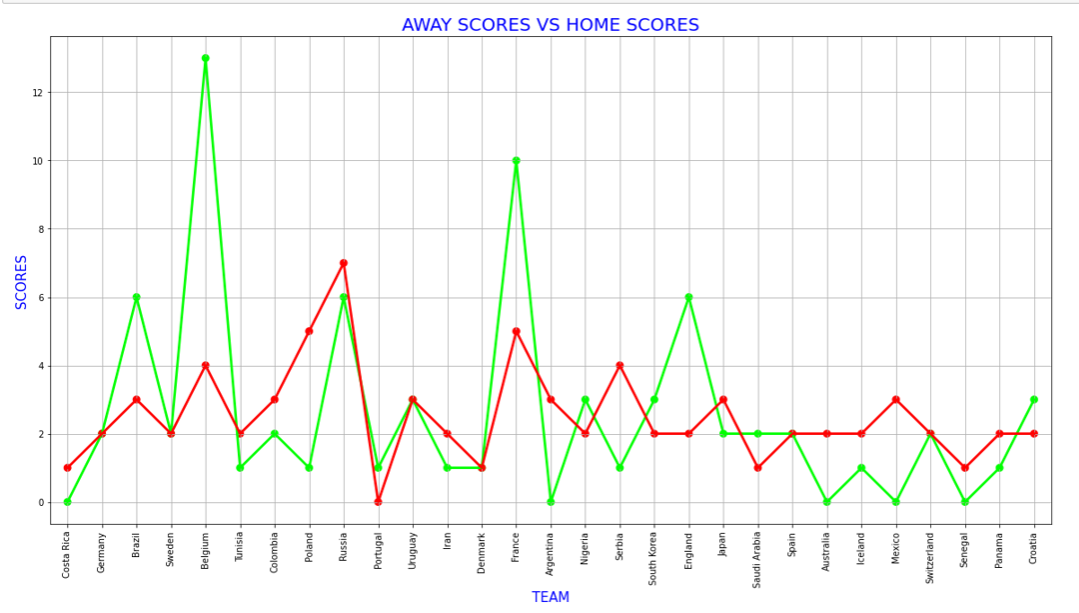 AWAY SCORES VS HOME SCORES
SCORES
12
10
8
6
4
2
0
Costa Rica
Germany
Brazil
Sweden
Belgium
Tunisia
Colombia
Poland
Russia
Portugal
Uruguay
Iran
Denmark
France
Argentina
Nigeria
Serbia
South Korea
England
Japan
Saudi Arabia
Spain
Australia
Iceland
Mexico
Switzerland
Senegal
Panama
Croatia
TEAM